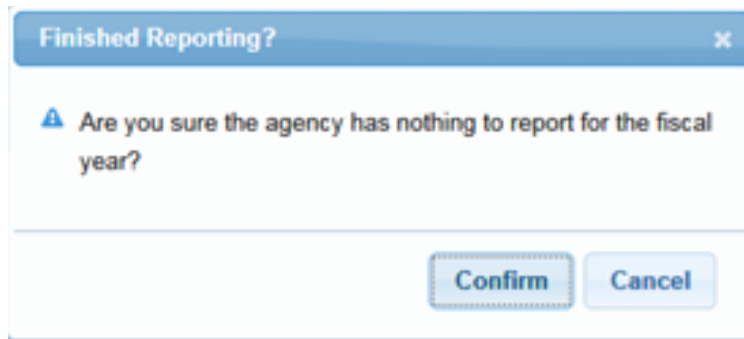 Finished Reporting?
Are you sure the agency has nothing to report for the fiscal
year?
Confirm Cancel